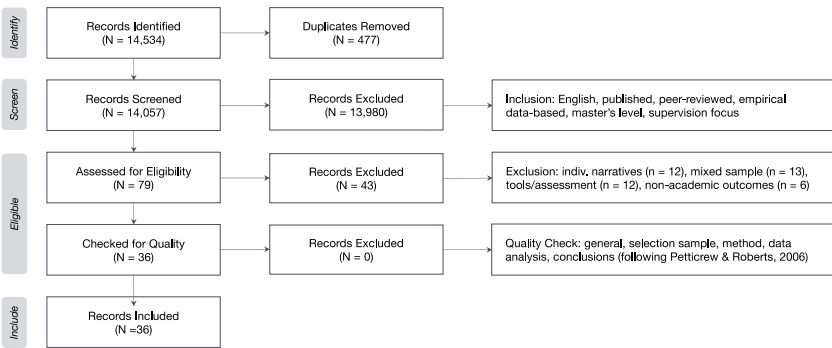 Identify
Records Identified
(N = 14,534)
Duplicates Removed
(N = 477)
Screen
Records Screened
(N = 14,057)
Records Excluded
(N = 13,980)
Inclusion: English, published, peer-reviewed, empirical
data-based, master's level, supervision focus
Eligible
Assessed for Eligibility
(N = 79)
Records Excluded
(N = 43)
Exclusion: indiv. narratives (n = 12), mixed sample (n = 13),
tools/assessment (n = 12), non-academic outcomes (n = 6)
Checked for Quality
(N = 36)
Records Excluded
(N = 0)
Quality Check: general, selection sample, method, data
analysis, conclusions (following Petticrew & Roberts, 2006)
Include
Records Included
(N =36)